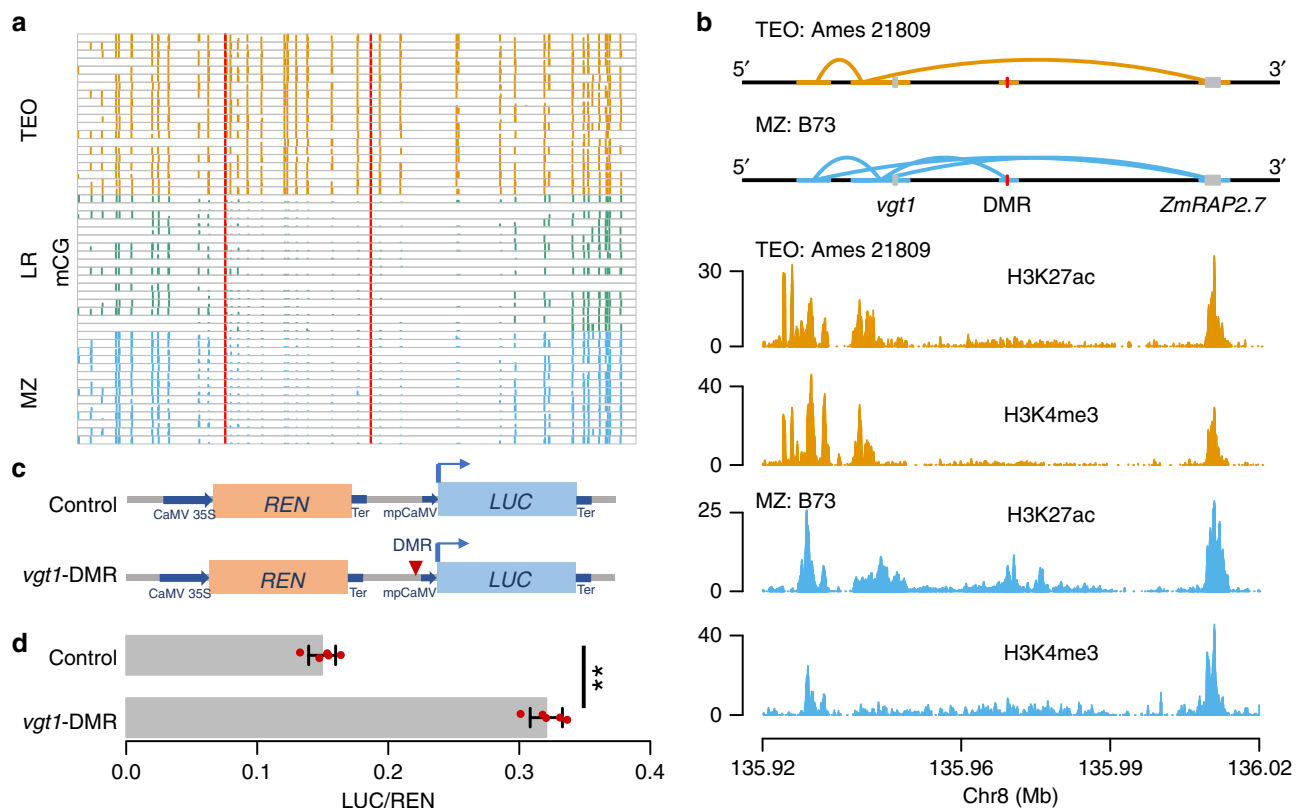 a
TEO
LR
MZ
mCG
b
TEO: Ames 21809
5′ 3′
MZ: B73
5′ 3′
vgt1 DMR ZmRAP2.7
TEO: Ames 21809
H3K27ac
30
0
H3K4me3
40
0
MZ: B73
H3K27ac
25
0
H3K4me3
40
0
135.92 135.96 135.99 136.02
Chr8 (Mb)
c
Control
REN LUC
CaMV 35S Ter mpCaMV Ter
DMR
vgt1-DMR
REN LUC
CaMV 35S Ter mpCaMV Ter
d
Control
**
vgt1-DMR
0.0 0.1 0.2 0.3 0.4
LUC/REN